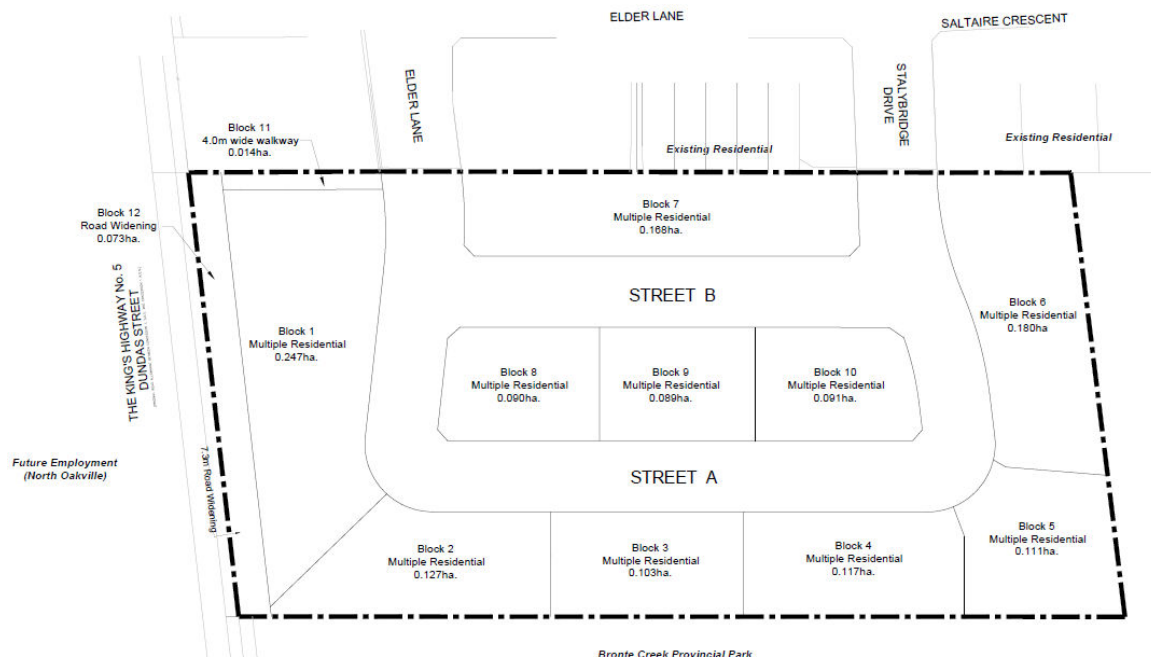 ELDER LANE
SALTAIRE CRESCENT
ELDER LANE
STALYBRIDGE
DRIVE
Block 11
4.0m wide walkway
0.014ha.
Existing Residential
Existing Residential
Block 12
Road Widening
0.073ha.
Block 7
Multiple Residential
0.168ha.
THE KING'S HIGHWAY No. 5
DUNDAS STREET
STREET B
Block 6
Multiple Residential
0.180ha
Block 1
Multiple Residential
0.247ha.
Block 8
Multiple Residential
0.090ha.
Block 9
Multiple Residential
0.089ha.
Block 10
Multiple Residential
0.091ha.
Future Employment
(North Oakville)
7.3m Road Widening
STREET A
Block 2
Multiple Residential
0.127ha.
Block 3
Multiple Residential
0.103ha.
Block 4
Multiple Residential
0.117ha.
Block 5
Multiple Residential
0.111ha.
Bronte Creek Provincial Park